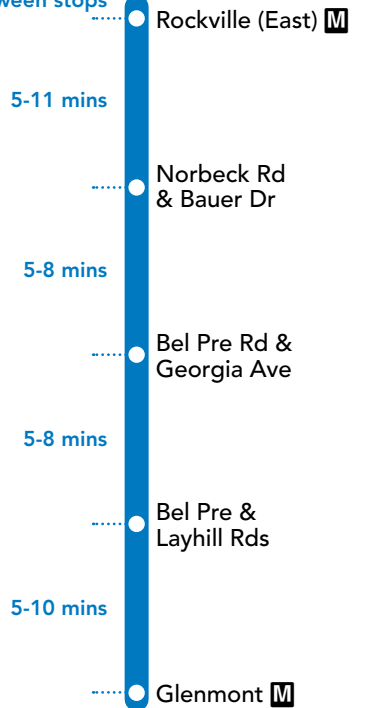 stops
Rockville (East) M
5-11 mins
Norbeck Rd
& Bauer Dr
5-8 mins
Bel Pre Rd &
Georgia Ave
5-8 mins
Bel Pre &
Layhill Rds
5-10 mins
Glenmont M